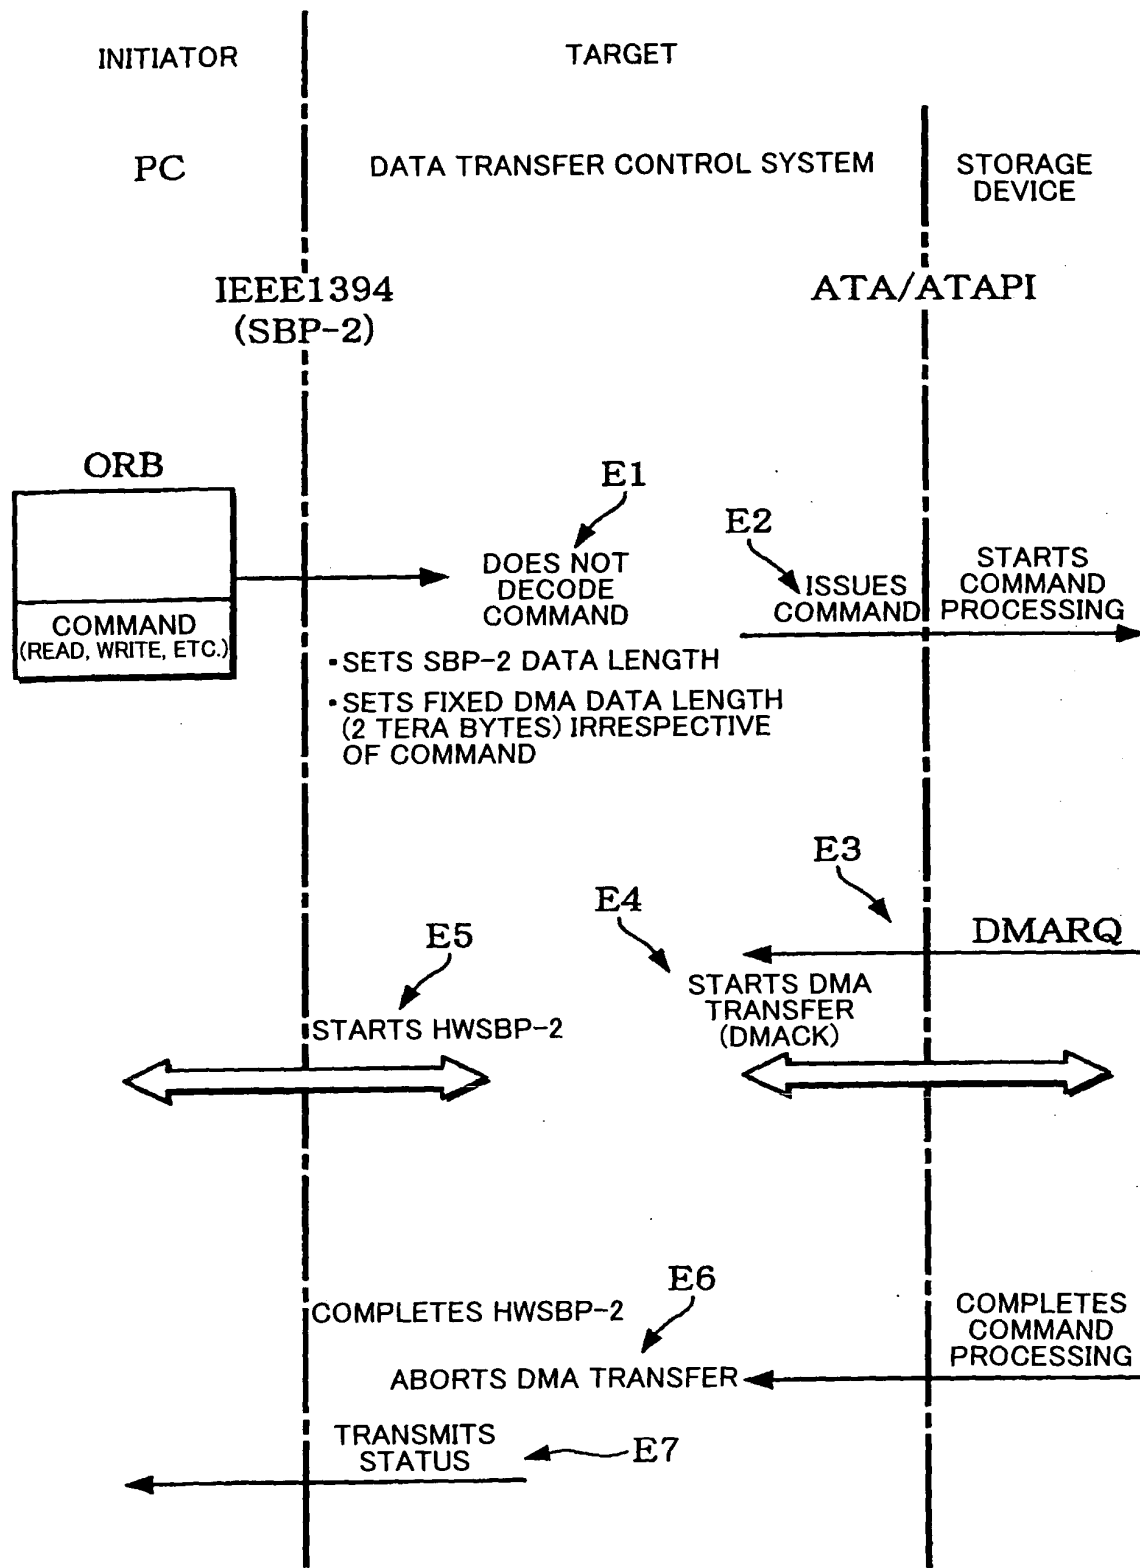 INITIATOR
TARGET
PC
DATA TRANSFER CONTROL SYSTEM
STORAGE
DEVICE
IEEE1394
(SBP-2)
ATA/ATAPI
ORB
COMMAND
(READ, WRITE, ETC.)
E1
DOES NOT
DECODE
COMMAND
E2
ISSUES
COMMAND
STARTS
COMMAND
PROCESSING
•SETS SBP-2 DATA LENGTH
•SETS FIXED DMA DATA LENGTH
(2 TERA BYTES) IRRESPECTIVE
OF COMMAND
E3
DMARQ
E4
STARTS DMA
TRANSFER
(DMACK)
E5
STARTS HWSBP-2
E6
COMPLETES HWSBP-2
COMPLETES
COMMAND
PROCESSING
ABORTS DMA TRANSFER
TRANSMITS
STATUS
E7